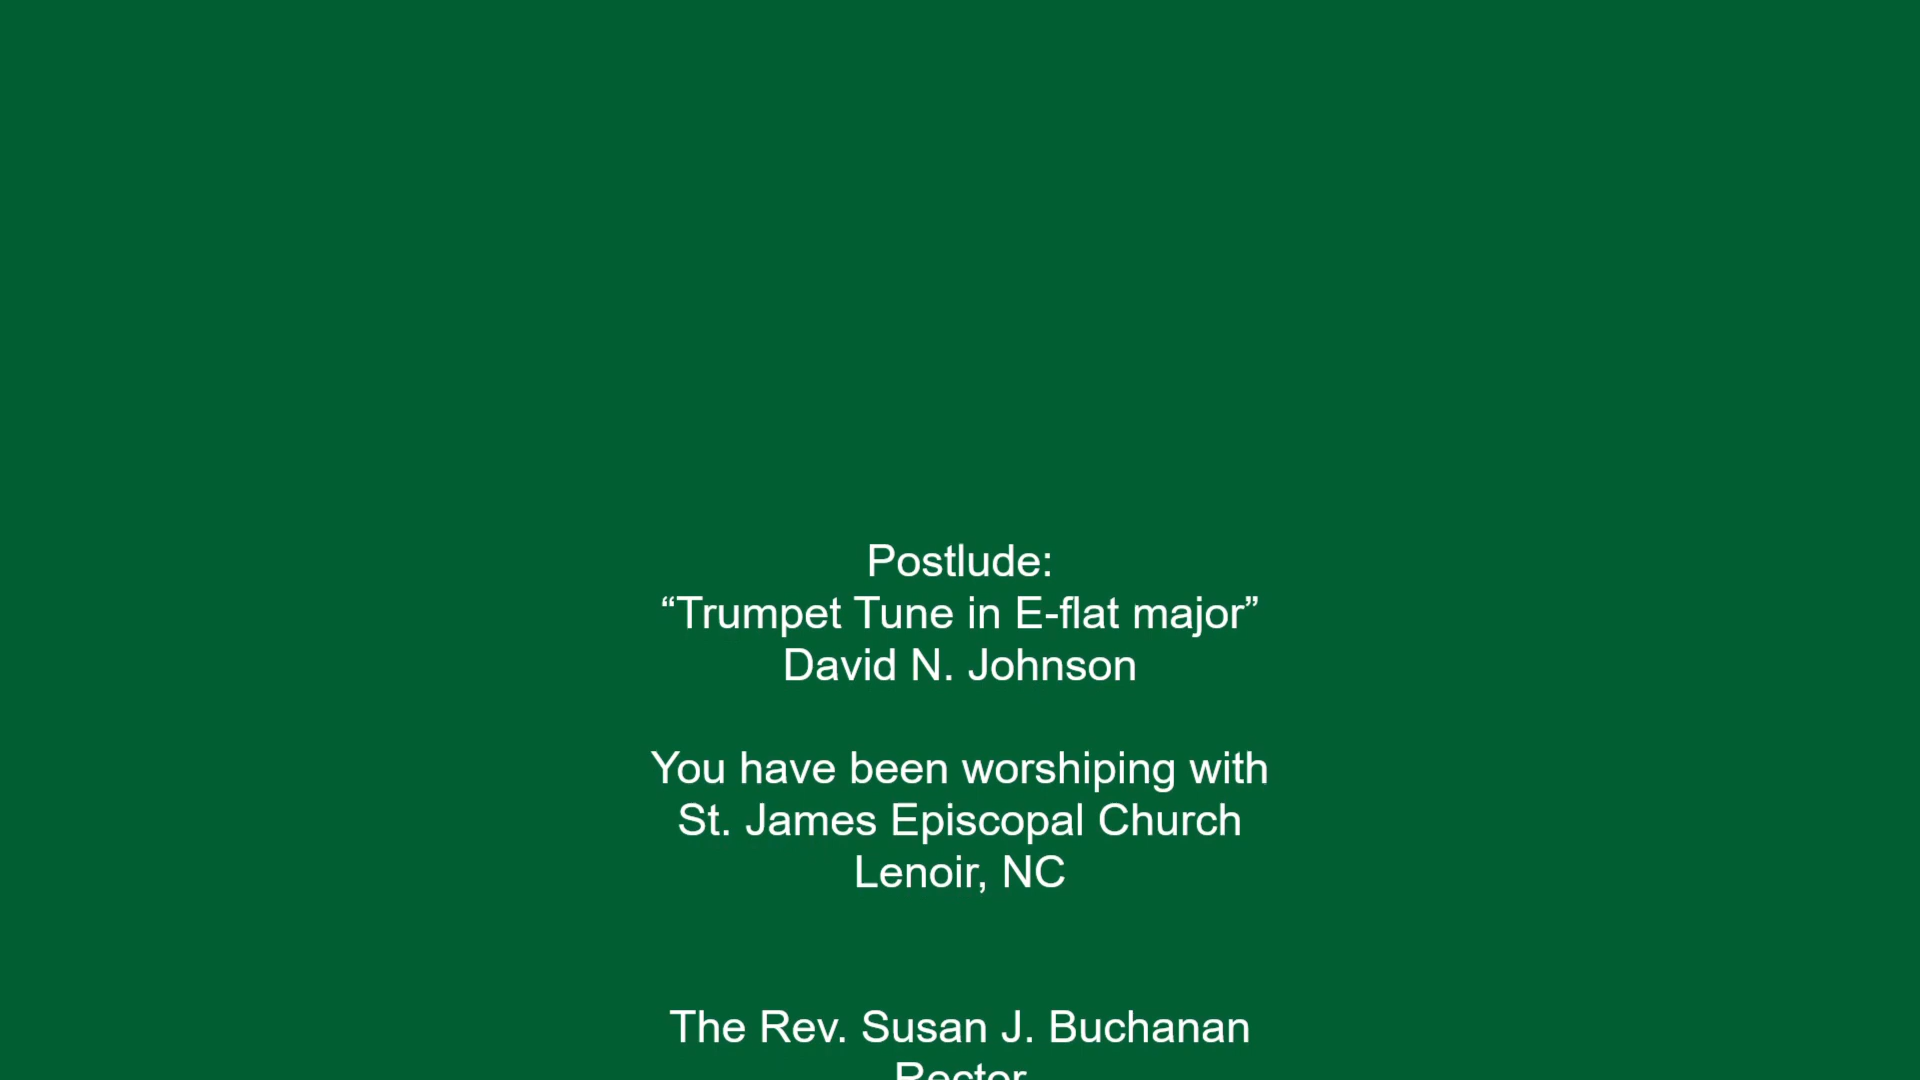 Postlude:
“Trumpet Tune in E-flat major”
David N. Johnson
You have been worshiping with
St. James Episcopal Church
Lenoir, NC
The Rev. Susan J. Buchanan
Rector